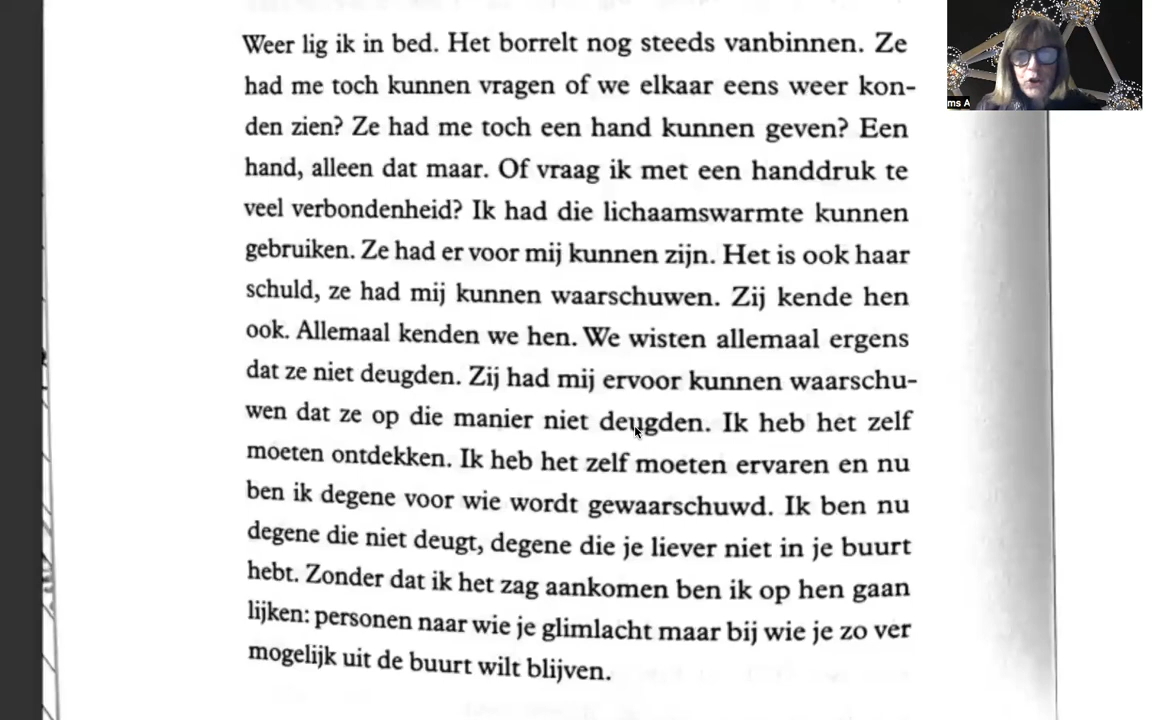 Weer lig ik in bed. Het borrelt nog steeds vanbinnen. Ze
had me toch kunnen vragen of we elkaar eens weer kon-
den zien? Ze had me toch een hand kunnen geven? Een
hand, alleen dat maar. Of vraag ik met een handdruk te
veel verbondenheid? Ik had die lichaamswarmte kunnen
gebruiken. Ze had er voor mij kunnen zijn. Het is ook haar
schuld, ze had mij kunnen waarschuwen. Zij kende hen
ook. Allemaal kenden we hen. We wisten allemaal ergens
dat ze niet deugden. Zij had mij ervoor kunnen waarschu-
wen dat ze op die manier niet deugden. Ik heb het zelf
moeten ontdekken. Ik heb het zelf moeten ervaren en nu
ben ik degene voor wie wordt gewaarschuwd. Ik ben nu
degene die niet deugt, degene die je liever niet in je buurt
hebt. Zonder dat ik het zag aankomen ben ik op hen gaan
lijken: personen naar wie je glimlacht maar bij wie je zo ver
mogelijk uit de buurt wilt blijven.
ms A